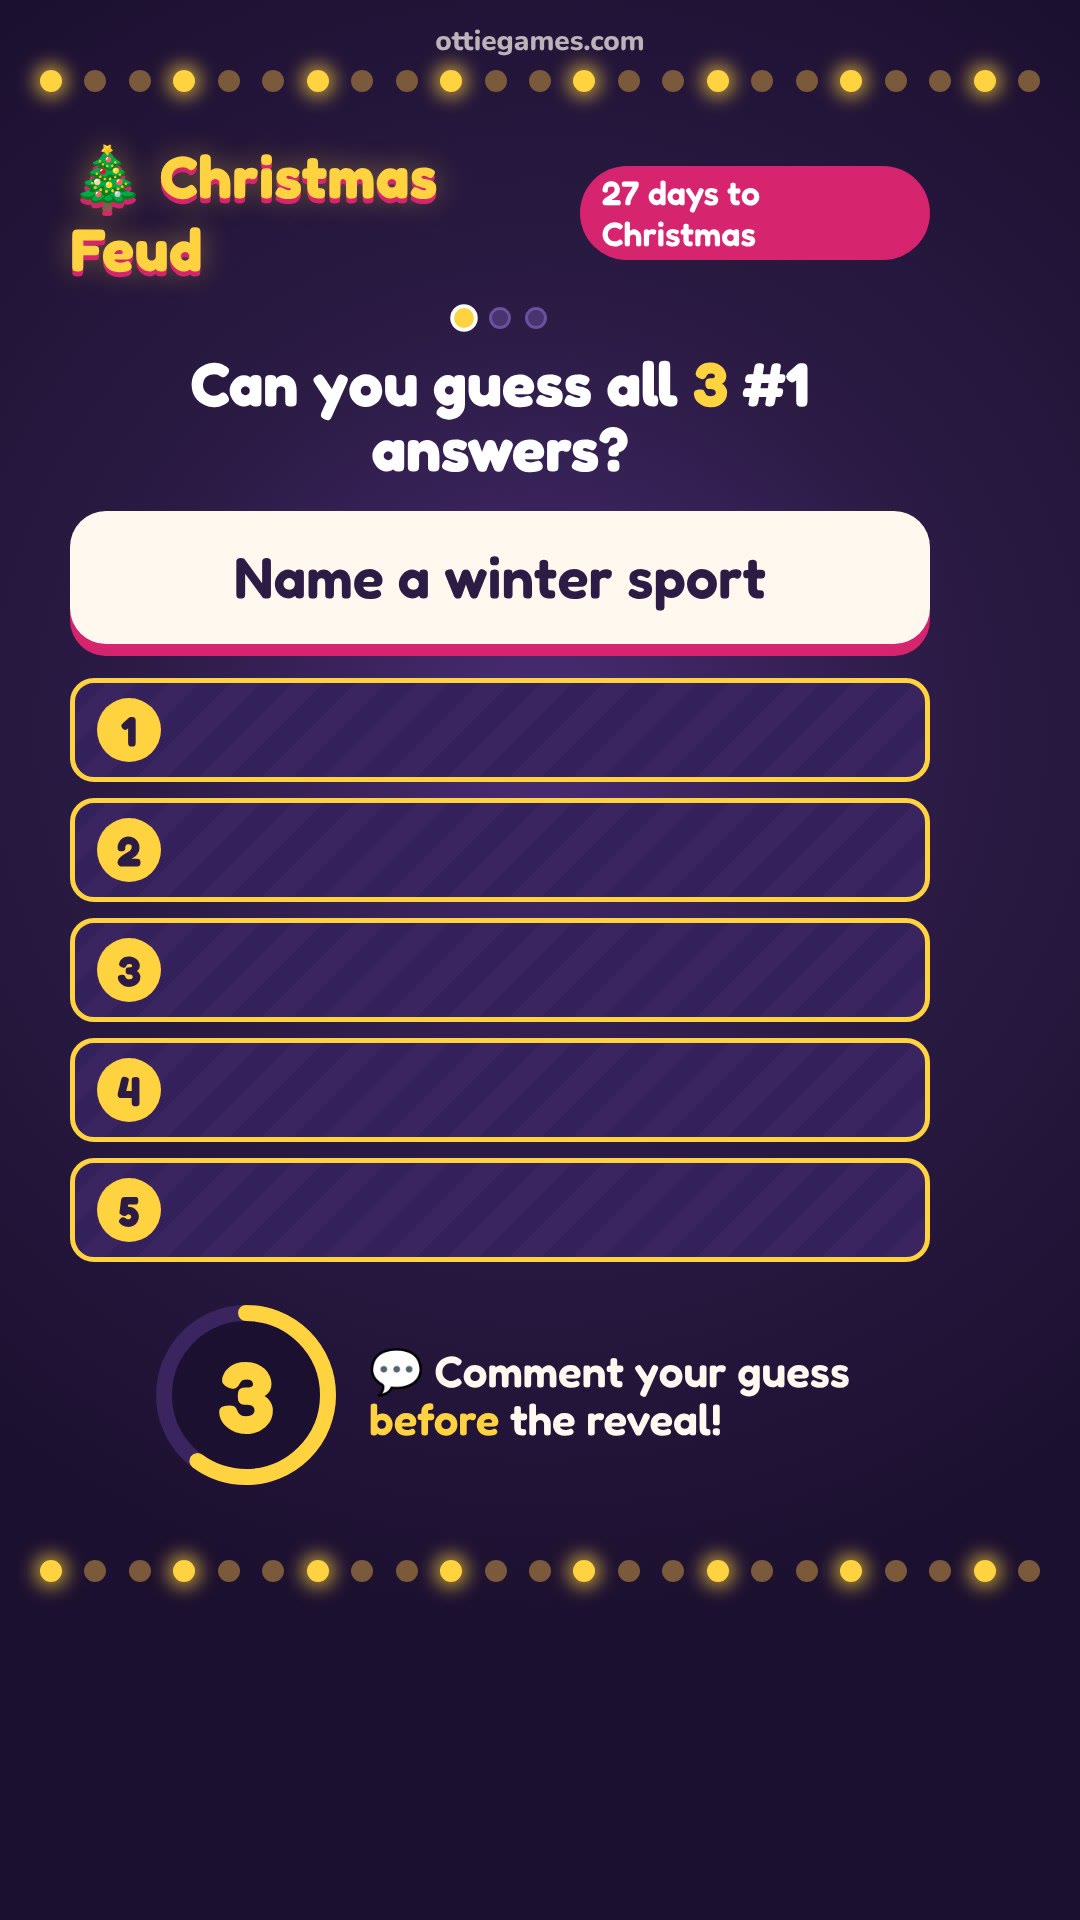 ottiegames.com
🎄 Christmas
Feud
27 days to
Christmas
Can you guess all 3 #1
answers?
Name a winter sport
1
2
3
4
5
3
💬 Comment your guess
before the reveal!